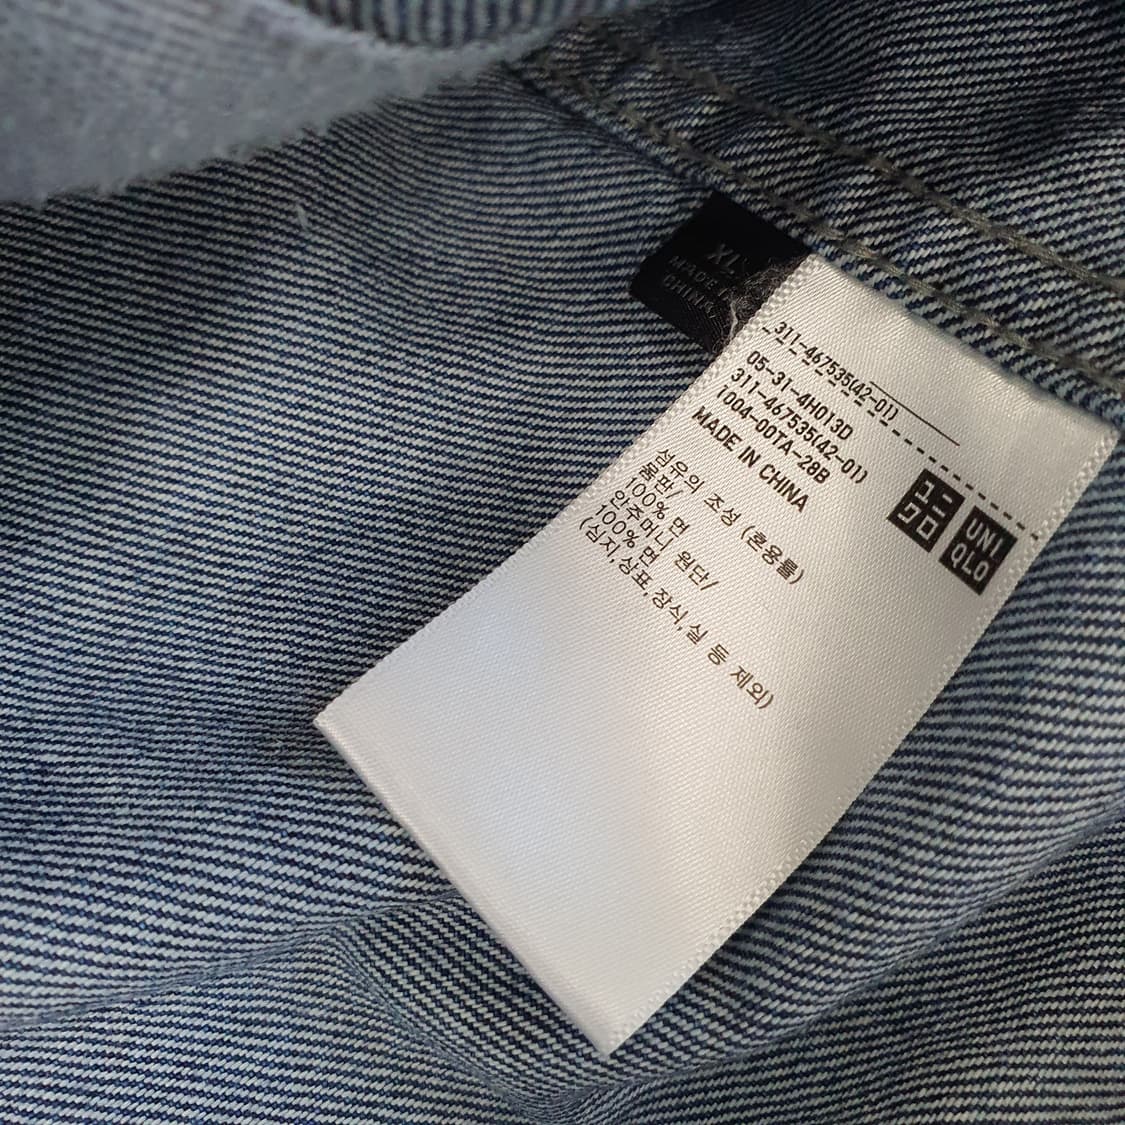 XL
MADE IN
CHINA
311-467535(42-01)
05-31-4H013D
311-467535(42-01)
1004-00TA-28B
MADE IN CHINA
섬유의 조성 (혼용률)
몸판/
100% 면
안주머니 원단/
100% 면
(심지,상표,장식,실 등 제외)
ユニ
クロ
UNI
QLO